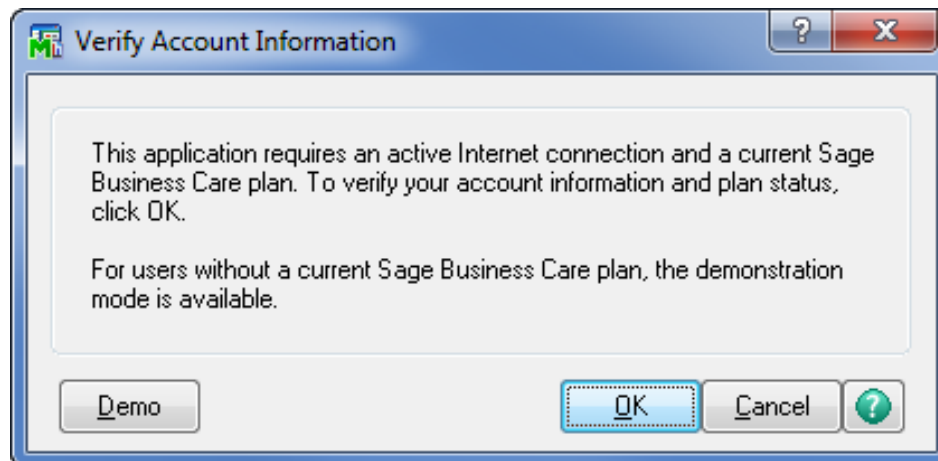 Verify Account Information
This application requires an active Internet connection and a current Sage
Business Care plan. To verify your account information and plan status,
click OK.
For users without a current Sage Business Care plan, the demonstration
mode is available.
Demo OK Cancel